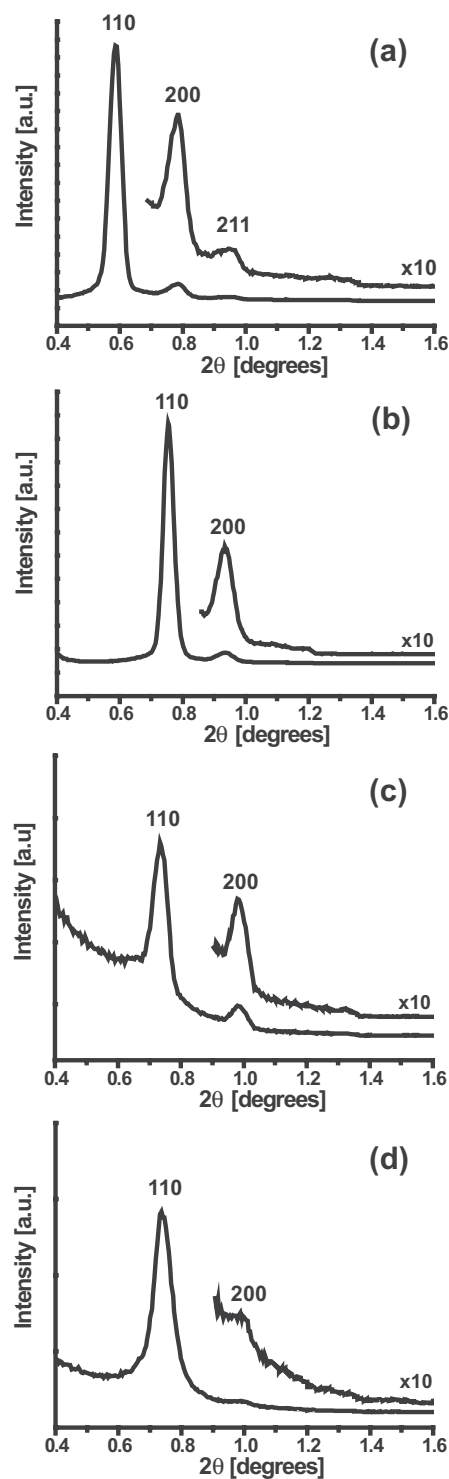 110
(a)
200
Intensity [a.u.]
211
x10
0.4 0.6 0.8 1.0 1.2 1.4 1.6
2θ [degrees]
110
(b)
Intensity [a.u.]
200
x10
0.4 0.6 0.8 1.0 1.2 1.4 1.6
2θ [degrees]
(c)
110
200
Intensity [a.u]
x10
0.4 0.6 0.8 1.0 1.2 1.4 1.6
2θ [degrees]
(d)
110
Intensity [a.u.]
200
x10
0.4 0.6 0.8 1.0 1.2 1.4 1.6
2θ [degrees]